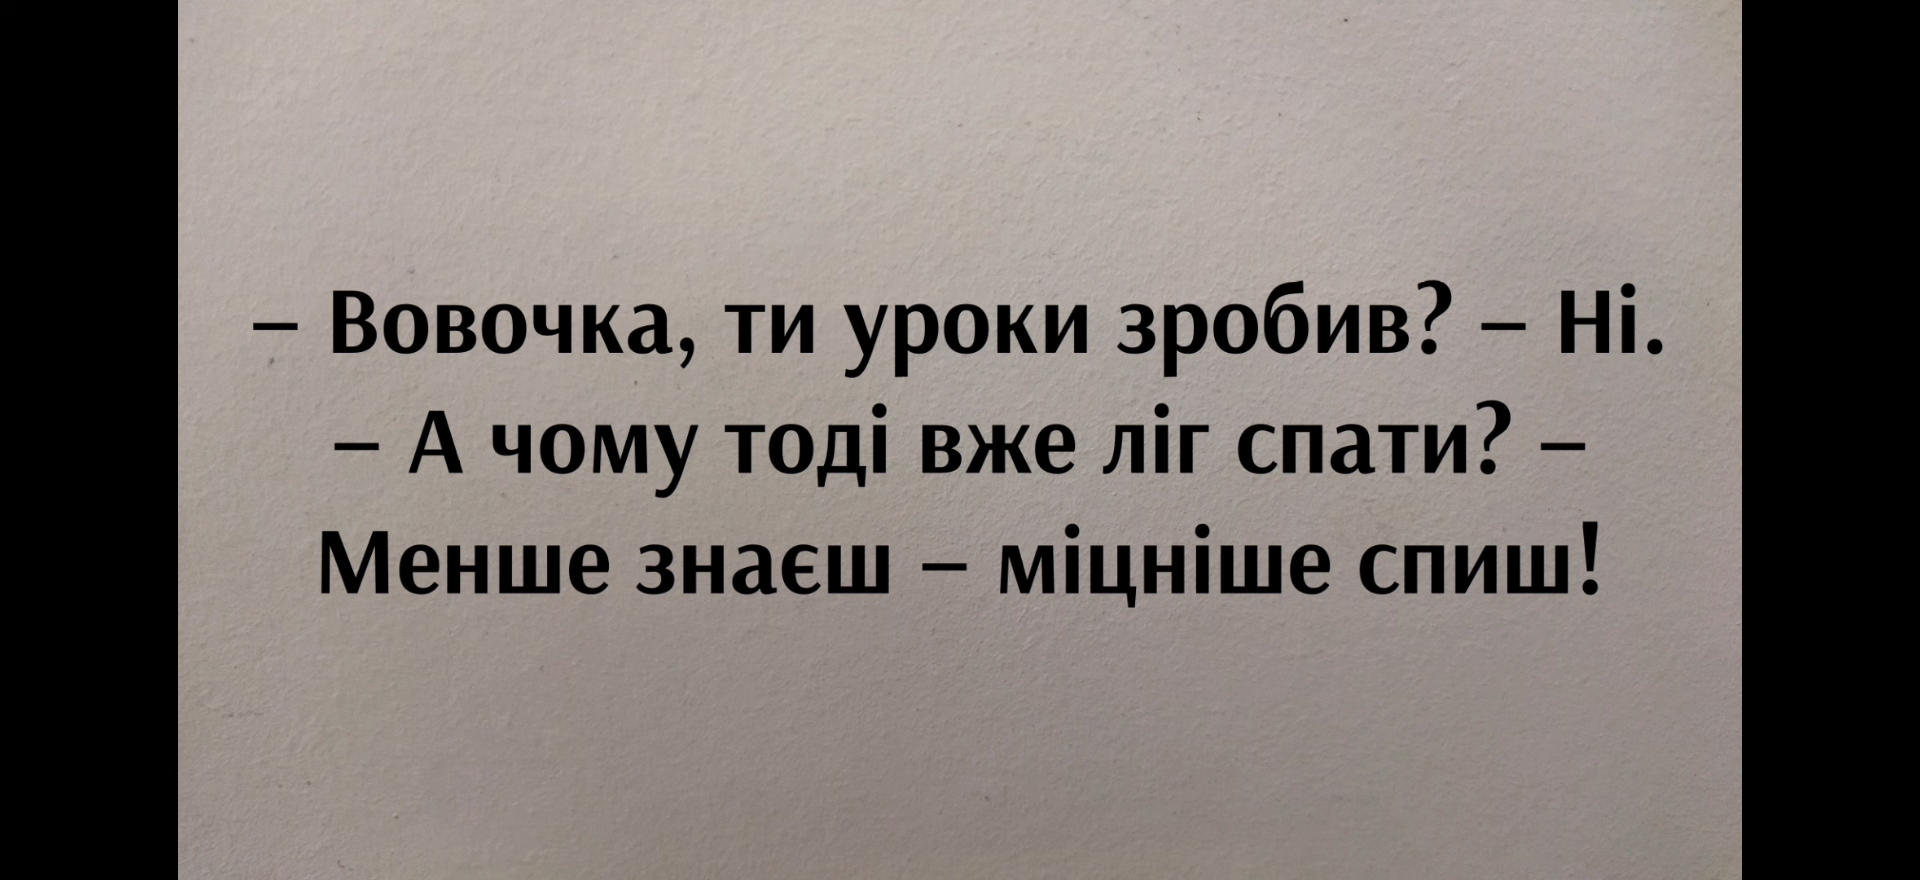 – Вовочка, ти уроки зробив? – Ні.
– А чому тоді вже ліг спати? –
Менше знаєш – міцніше спиш!